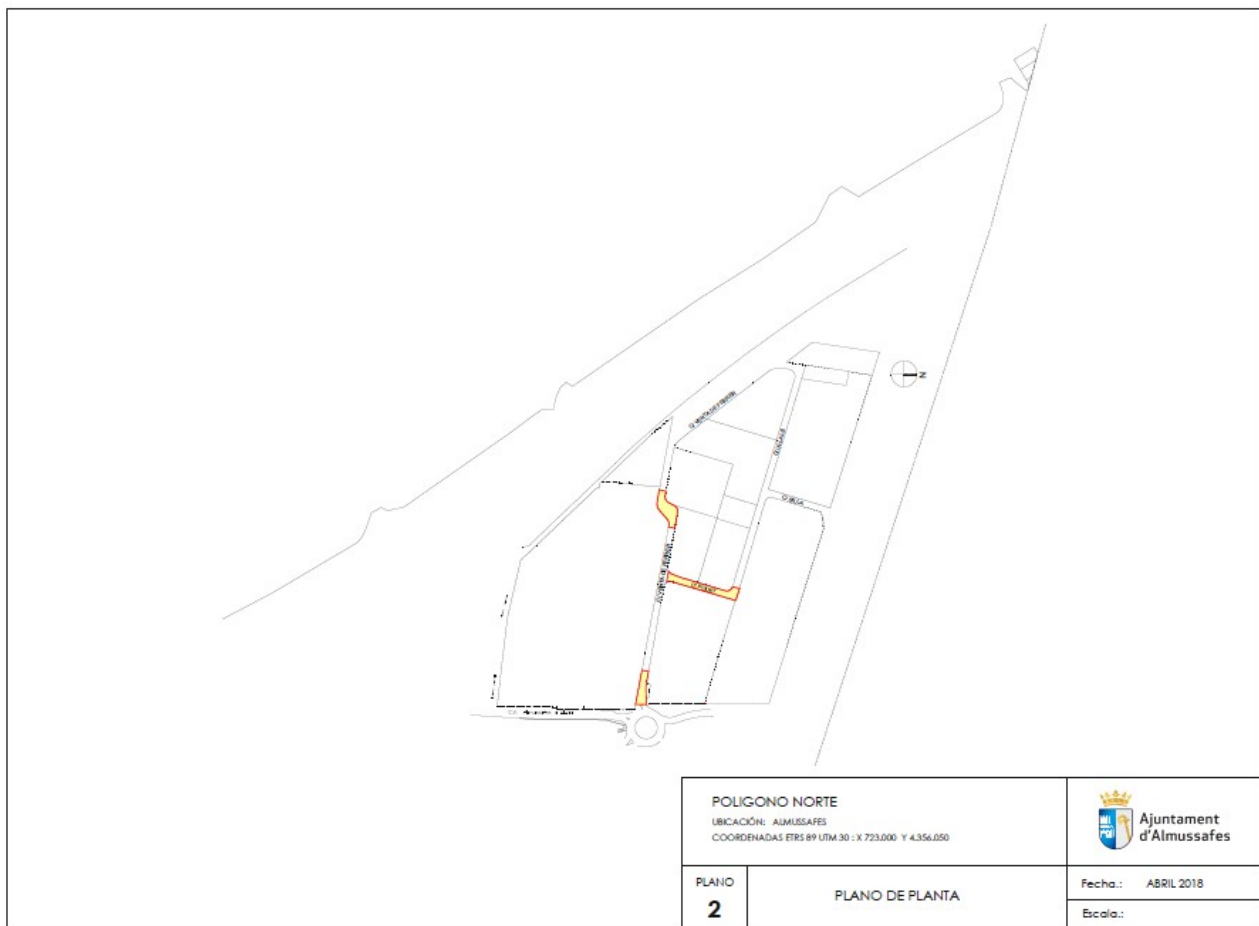 N
POLIGONO NORTE
UBICACIÓN: ALMUSSAFES
COORDENADAS ETRS 89 UTM 30 : X 723.000 Y 4.356.050
Ajuntament
d'Almussafes
PLANO
2
PLANO DE PLANTA
Fecha.: ABRIL 2018
Escala.: